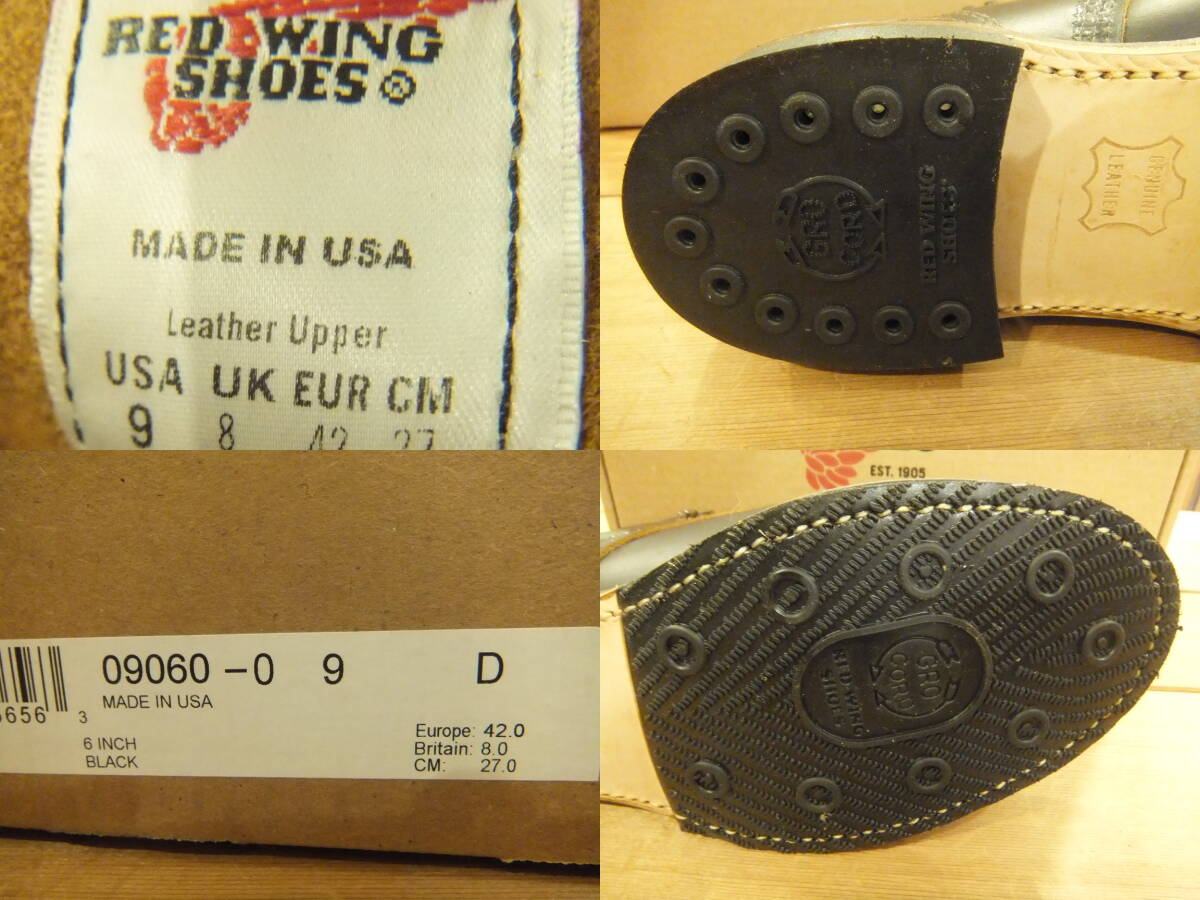 RED WING
SHOES®
MADE IN USA
Leather Upper
USA UK EUR CM
9 8 42 27
GRO
CORD
RED WING
SHOES
GENUINE
LEATHER
09060-0 9 D
MADE IN USA
5656 3
6 INCH
BLACK
Europe: 42.0
Britain: 8.0
CM: 27.0
EST. 1905
GRO
CORD
RED WING
SHOES